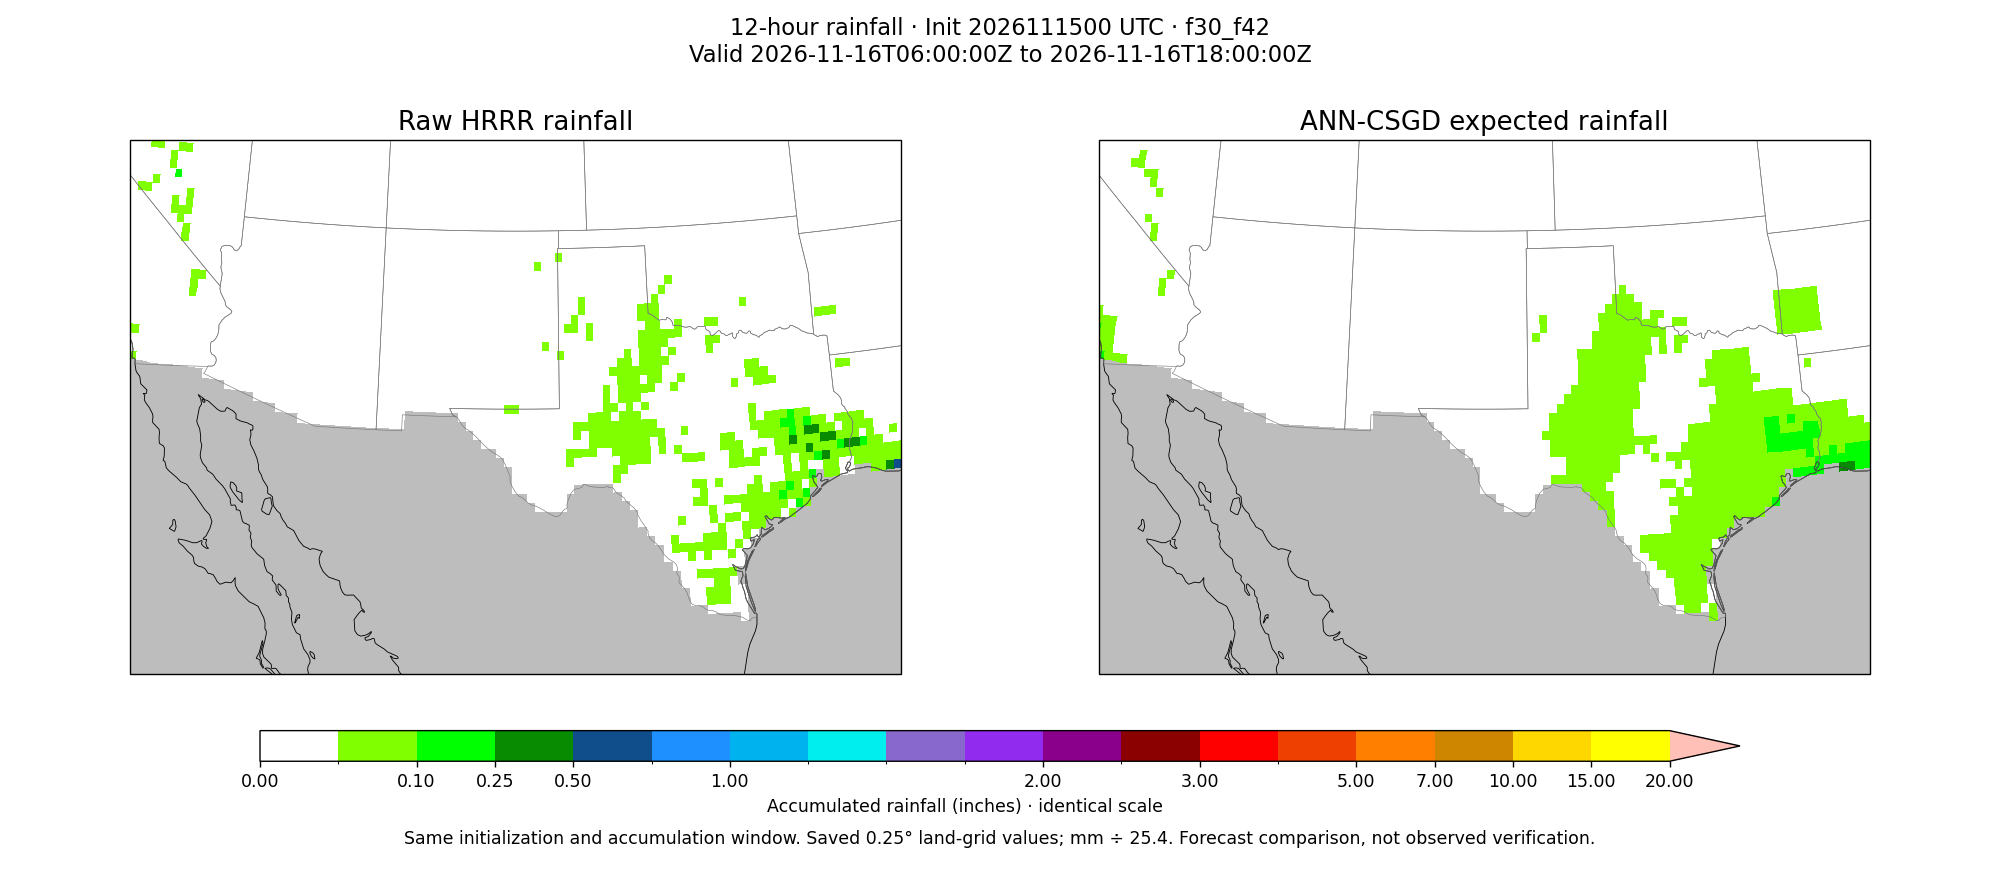 12-hour rainfall · Init 2026111500 UTC · f30_f42
Valid 2026-11-16T06:00:00Z to 2026-11-16T18:00:00Z
Raw HRRR rainfall
ANN-CSGD expected rainfall
0.00 0.10 0.25 0.50 1.00 2.00 3.00 5.00 7.00 10.00 15.00 20.00
Accumulated rainfall (inches) · identical scale
Same initialization and accumulation window. Saved 0.25° land-grid values; mm ÷ 25.4. Forecast comparison, not observed verification.